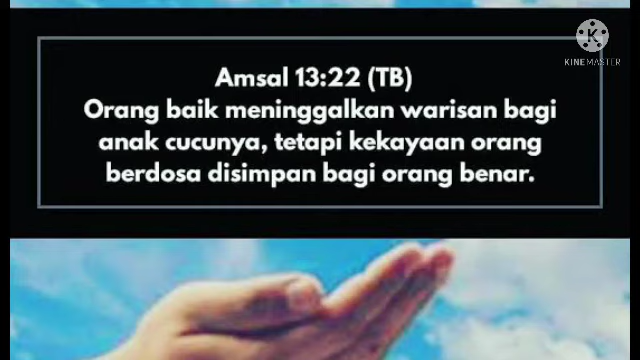 KINEMASTER
Amsal 13:22 (TB)
Orang baik meninggalkan warisan bagi
anak cucunya, tetapi kekayaan orang
berdosa disimpan bagi orang benar.